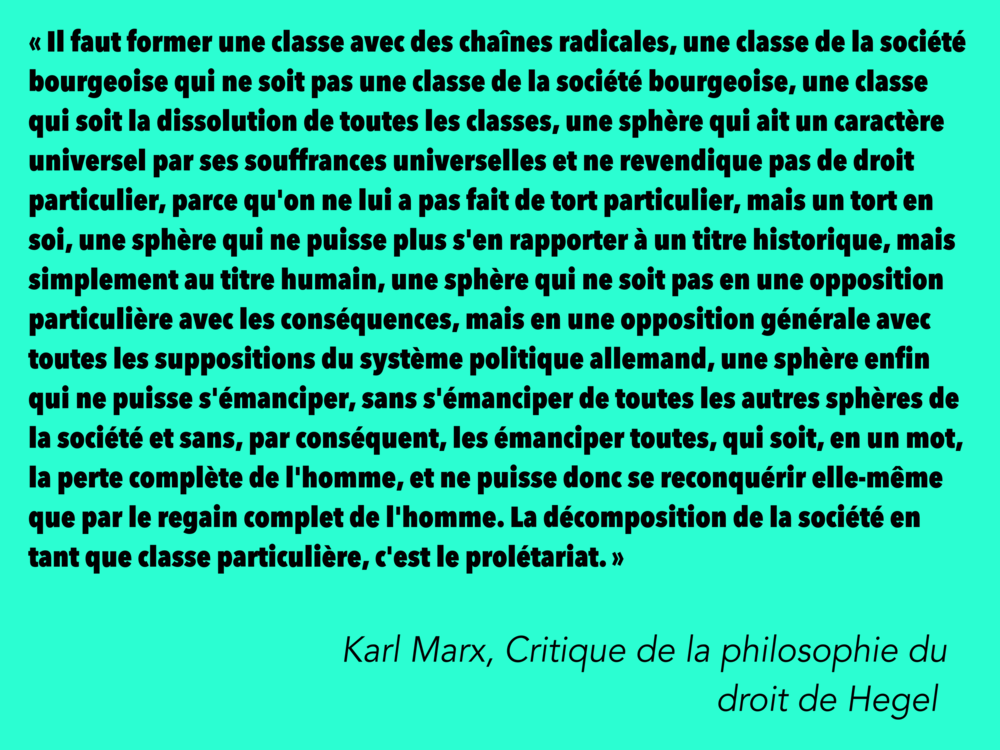 « Il faut former une classe avec des chaînes radicales, une classe de la société
bourgeoise qui ne soit pas une classe de la société bourgeoise, une classe
qui soit la dissolution de toutes les classes, une sphère qui ait un caractère
universel par ses souffrances universelles et ne revendique pas de droit
particulier, parce qu'on ne lui a pas fait de tort particulier, mais un tort en
soi, une sphère qui ne puisse plus s'en rapporter à un titre historique, mais
simplement au titre humain, une sphère qui ne soit pas en une opposition
particulière avec les conséquences, mais en une opposition générale avec
toutes les suppositions du système politique allemand, une sphère enfin
qui ne puisse s'émanciper, sans s'émanciper de toutes les autres sphères de
la société et sans, par conséquent, les émanciper toutes, qui soit, en un mot,
la perte complète de l'homme, et ne puisse donc se reconquérir elle-même
que par le regain complet de l'homme. La décomposition de la société en
tant que classe particulière, c'est le prolétariat. »
Karl Marx, Critique de la philosophie du
droit de Hegel